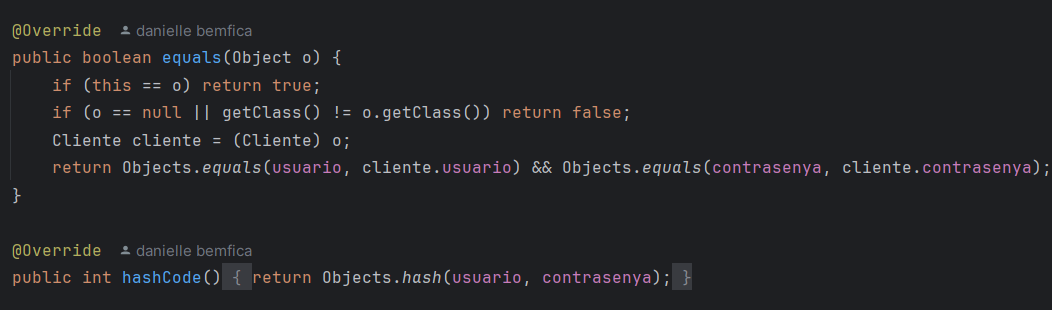 @Override danielle bemfica
public boolean equals(Object o) {
if (this == o) return true;
if (o == null || getClass() != o.getClass()) return false;
Cliente cliente = (Cliente) o;
return Objects.equals(usuario, cliente.usuario) && Objects.equals(contrasenya, cliente.contrasenya);
}
@Override danielle bemfica
public int hashCode() { return Objects.hash(usuario, contrasenya); }